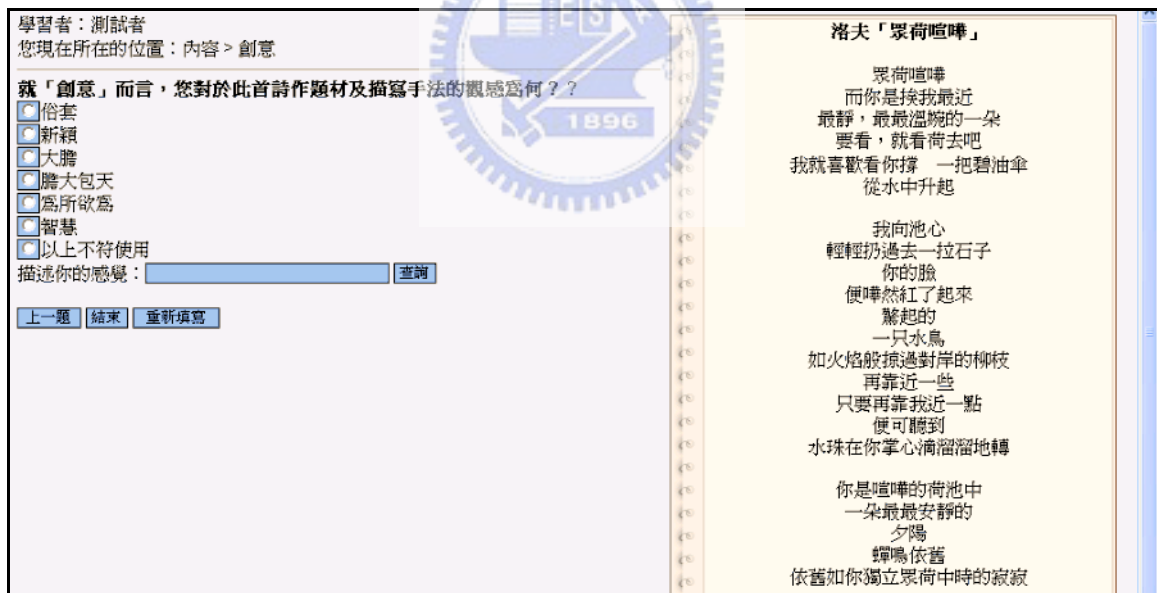 學習者：測試者
您現在所在的位置：內容 > 創意
就「創意」而言，您對於此首詩作題材及描寫手法的觀感為何？？
俗套
新穎
大膽
膽大包天
為所欲為
智慧
以上不符使用
描述你的感覺：
查詢
上一題 結束 重新填寫
ES
1896
洛夫「眾荷喧嘩」
眾荷喧嘩
而你是挨我最近
最靜，最最溫婉的一朵
要看，就看荷去吧
我就喜歡看你撐　一把碧油傘
從水中升起
我向池心
輕輕扔過去一拉石子
你的臉
便嘩然紅了起來
驚起的
一只水鳥
如火焰般掠過對岸的柳枝
再靠近一些
只要再靠我近一點
便可聽到
水珠在你掌心滴溜溜地轉
你是喧嘩的荷池中
一朵最最安靜的
夕陽
蟬鳴依舊
依舊如你獨立眾荷中時的寂寂